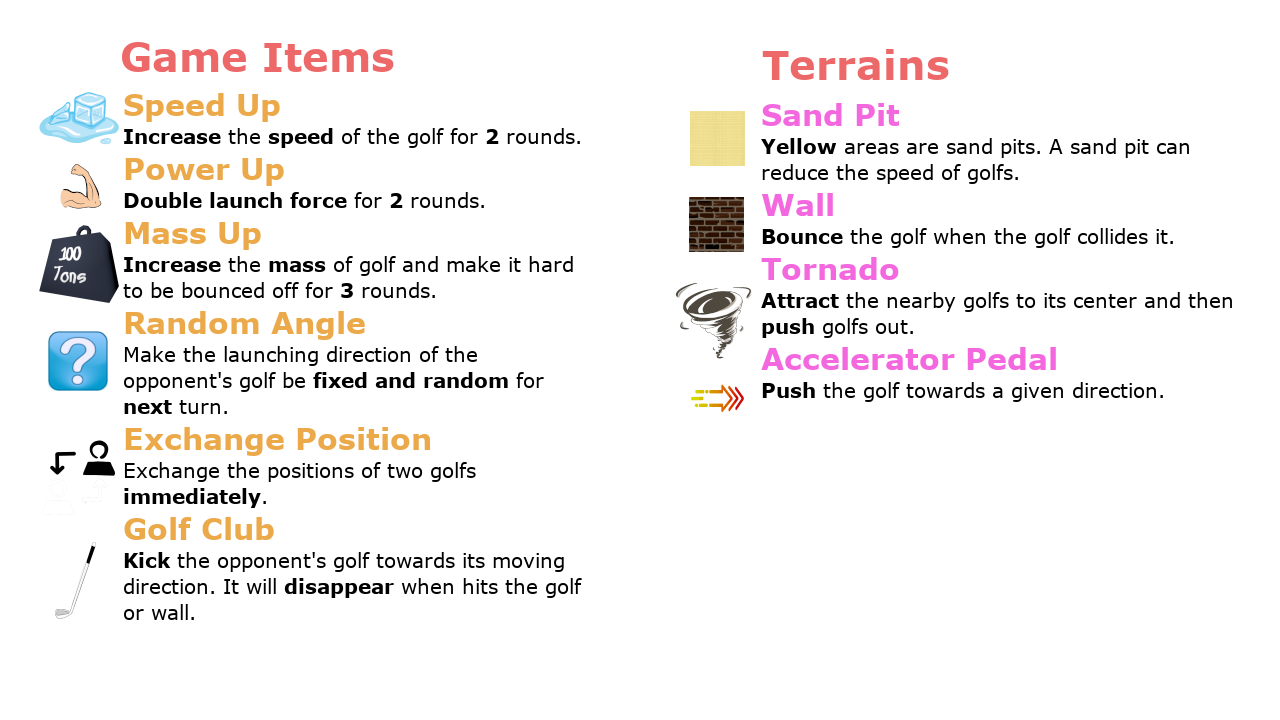 Game Items
Speed Up
Increase the speed of the golf for 2 rounds.
Power Up
Double launch force for 2 rounds.
Mass Up
100
Tons
Increase the mass of golf and make it hard
to be bounced off for 3 rounds.
Random Angle
?
Make the launching direction of the
opponent's golf be fixed and random for
next turn.
Exchange Position
Exchange the positions of two golfs
immediately.
Golf Club
Kick the opponent's golf towards its moving
direction. It will disappear when hits the golf
or wall.
Terrains
Sand Pit
Yellow areas are sand pits. A sand pit can
reduce the speed of golfs.
Wall
Bounce the golf when the golf collides it.
Tornado
Attract the nearby golfs to its center and then
push golfs out.
Accelerator Pedal
Push the golf towards a given direction.